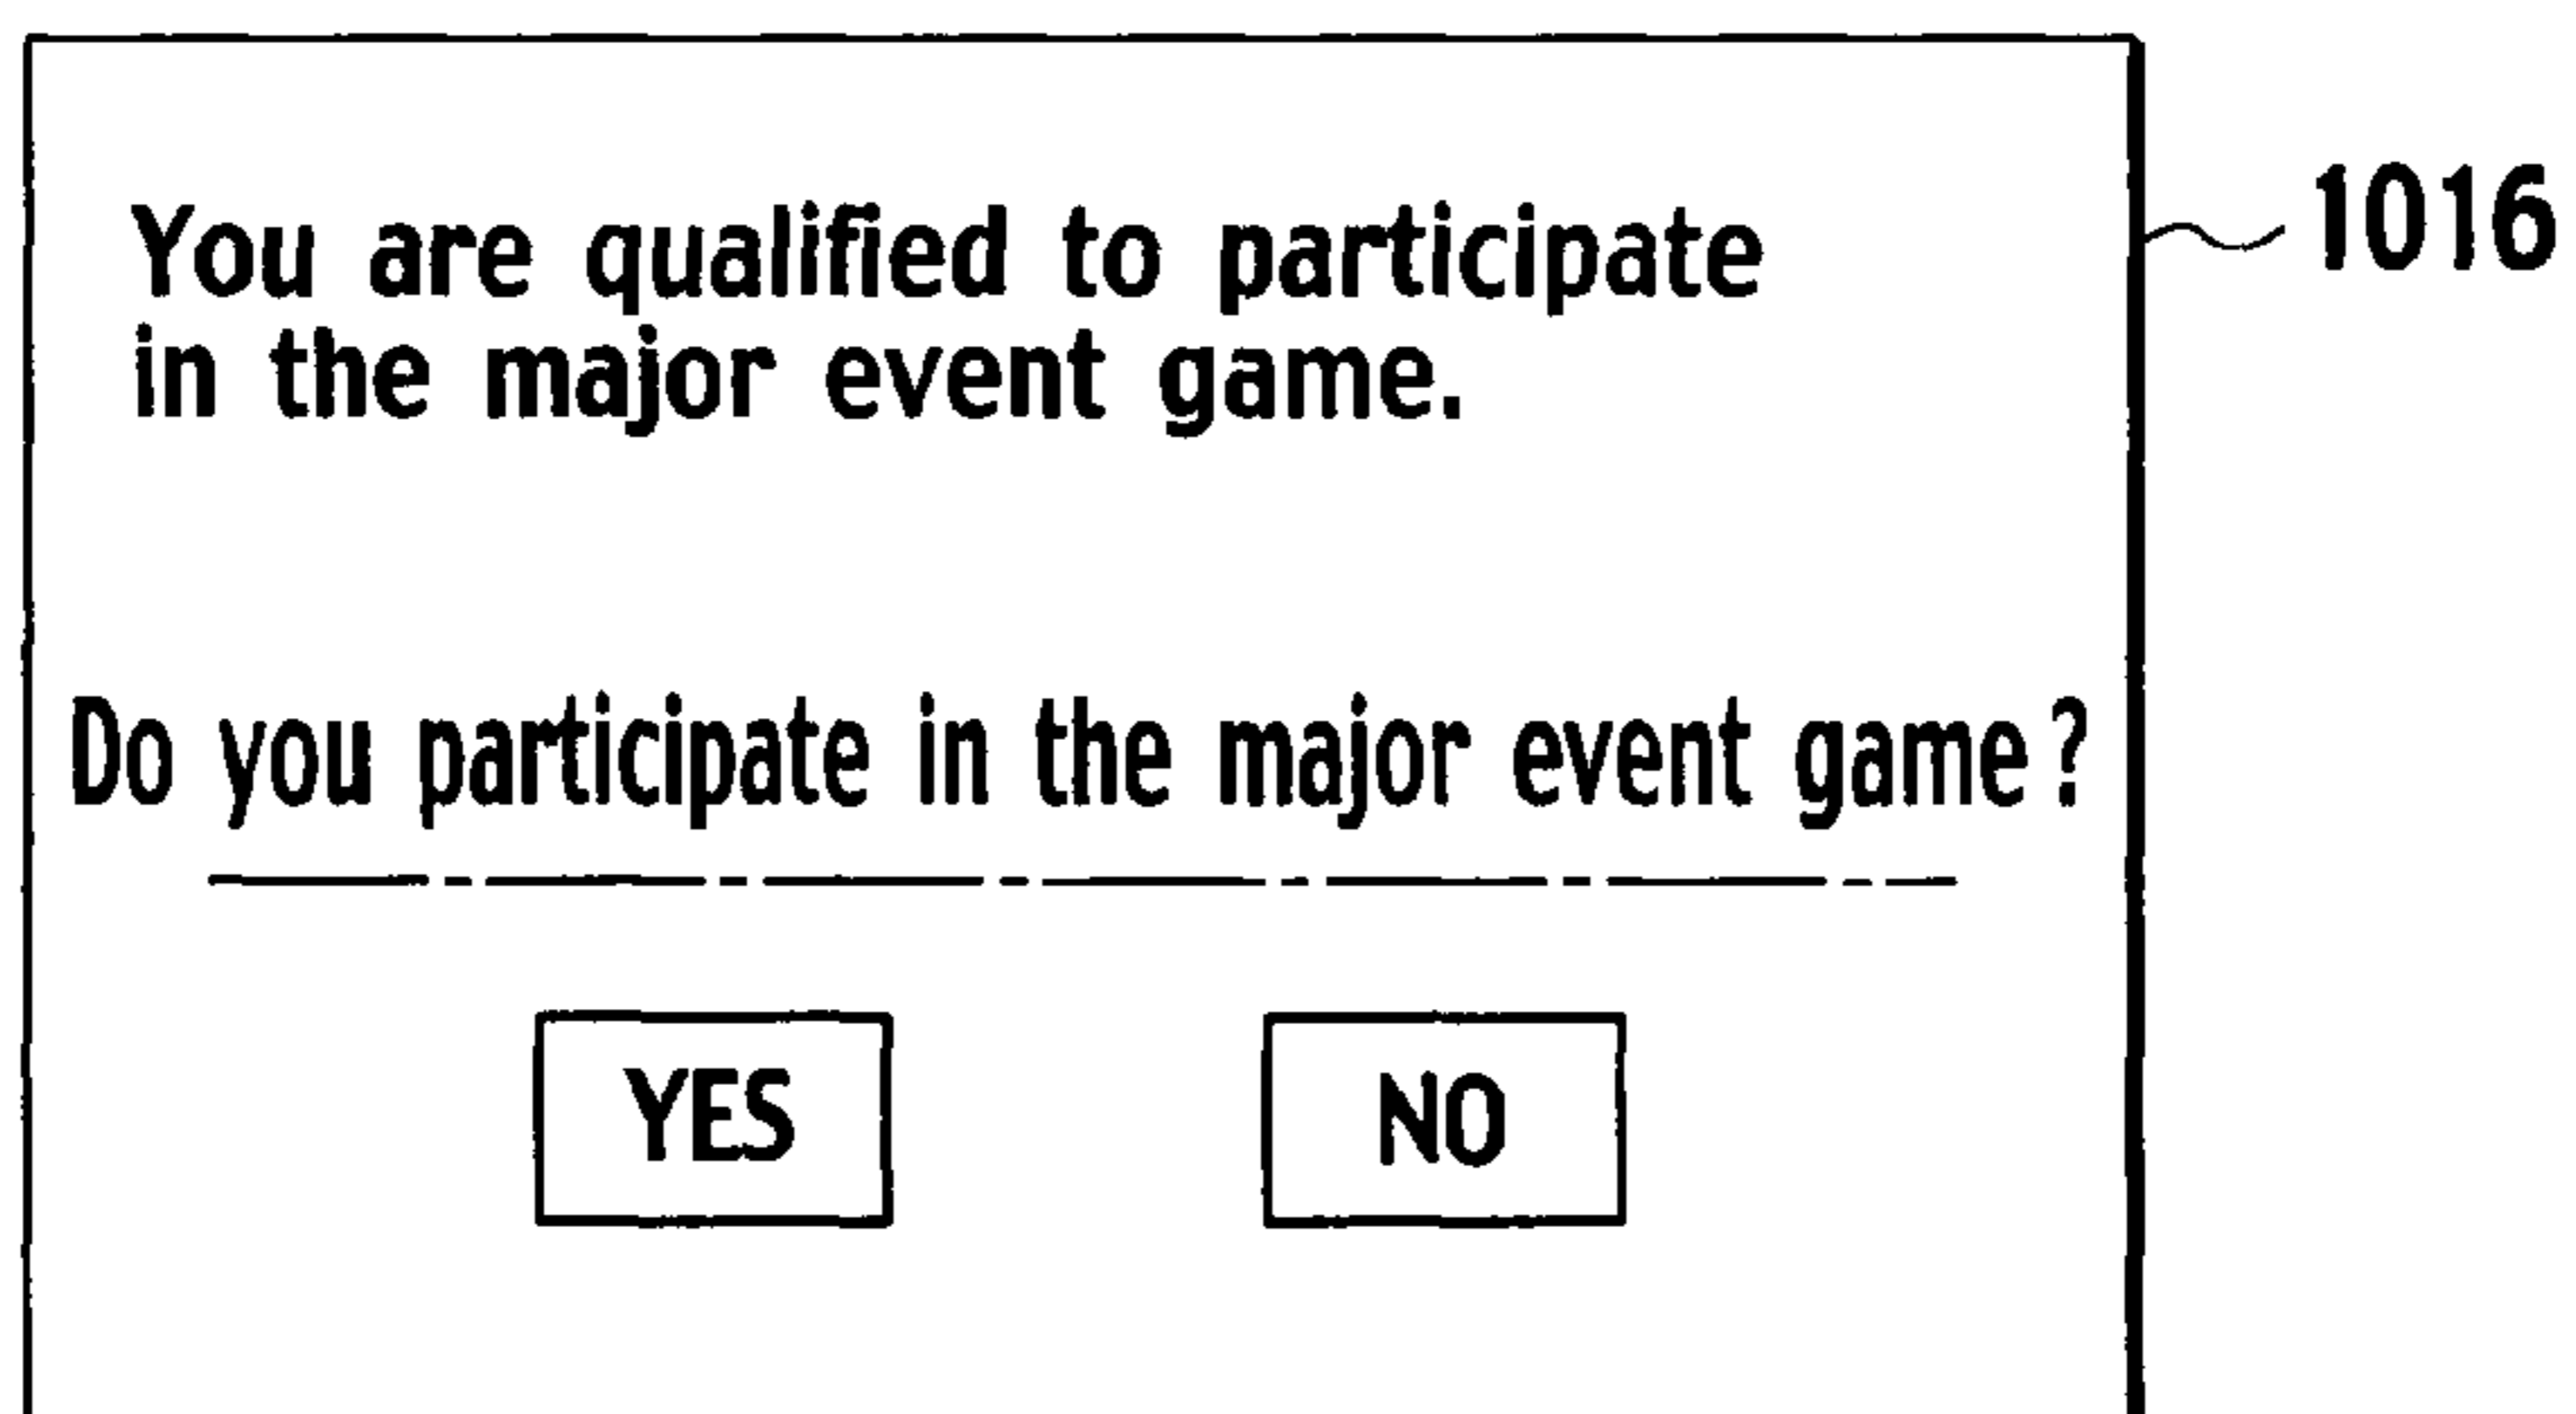 You are qualified to participate
in the major event game.
1016
Do you participate in the major event game?
YES NO